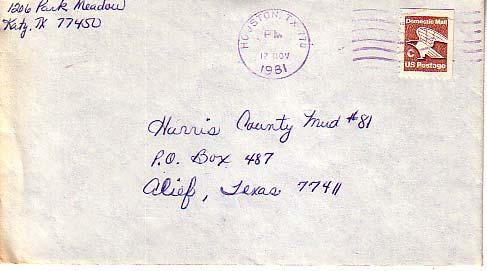 1206 Park Meadow
Katy, TX 77450
HOUSTON, TX 770
PM
17 NOV
1981
Domestic Mail
C
US Postage
Harris County Mud #81
P.O. Box 487
Alief, Texas 77411